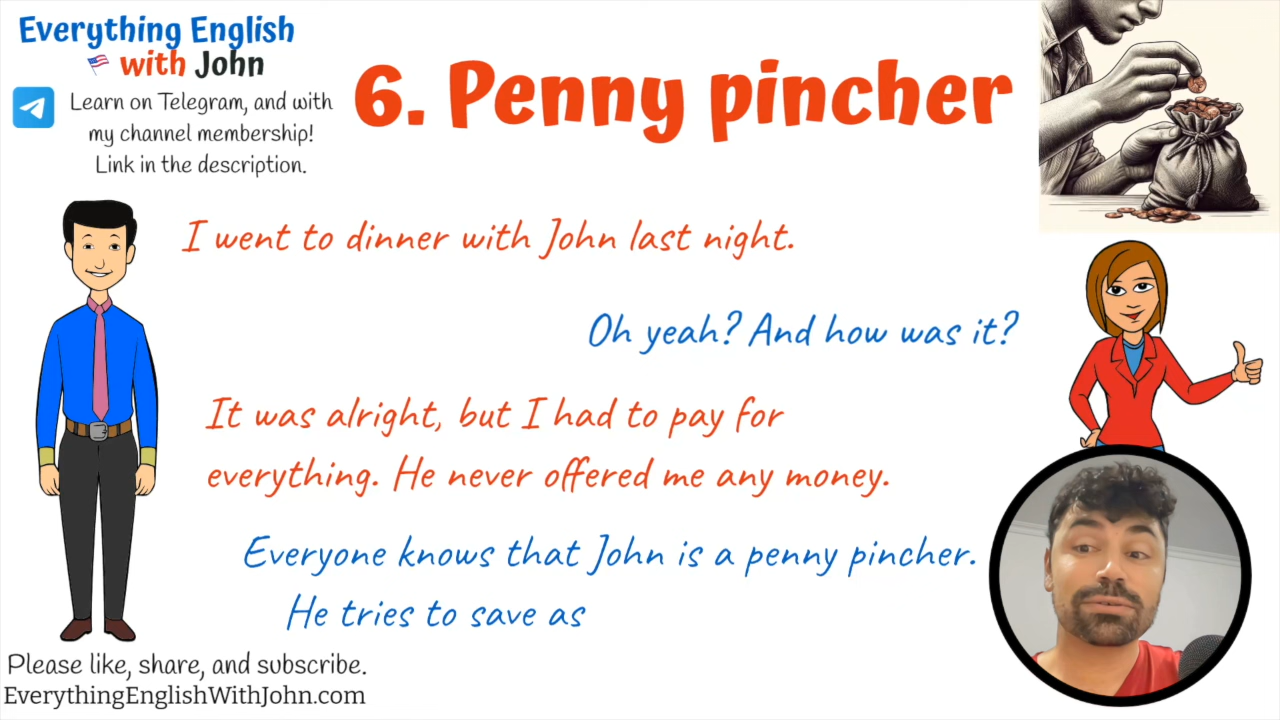 Everything English
with John
Learn on Telegram, and with
my channel membership!
Link in the description.
6. Penny pincher
I went to dinner with John last night.
Oh yeah? And how was it?
It was alright, but I had to pay for
everything. He never offered me any money.
Everyone knows that John is a penny pincher.
He tries to save as
Please like, share, and subscribe.
EverythingEnglishWithJohn.com